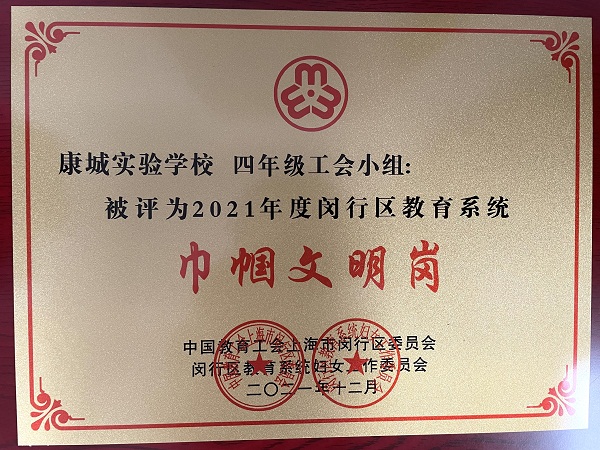 康城实验学校 四年级工会小组:
被评为2021年度闵行区教育系统
巾帼文明岗
中国教育工会上海市闵行区委员会
闵行区教育系统妇女工作委员会
二〇二一年十二月